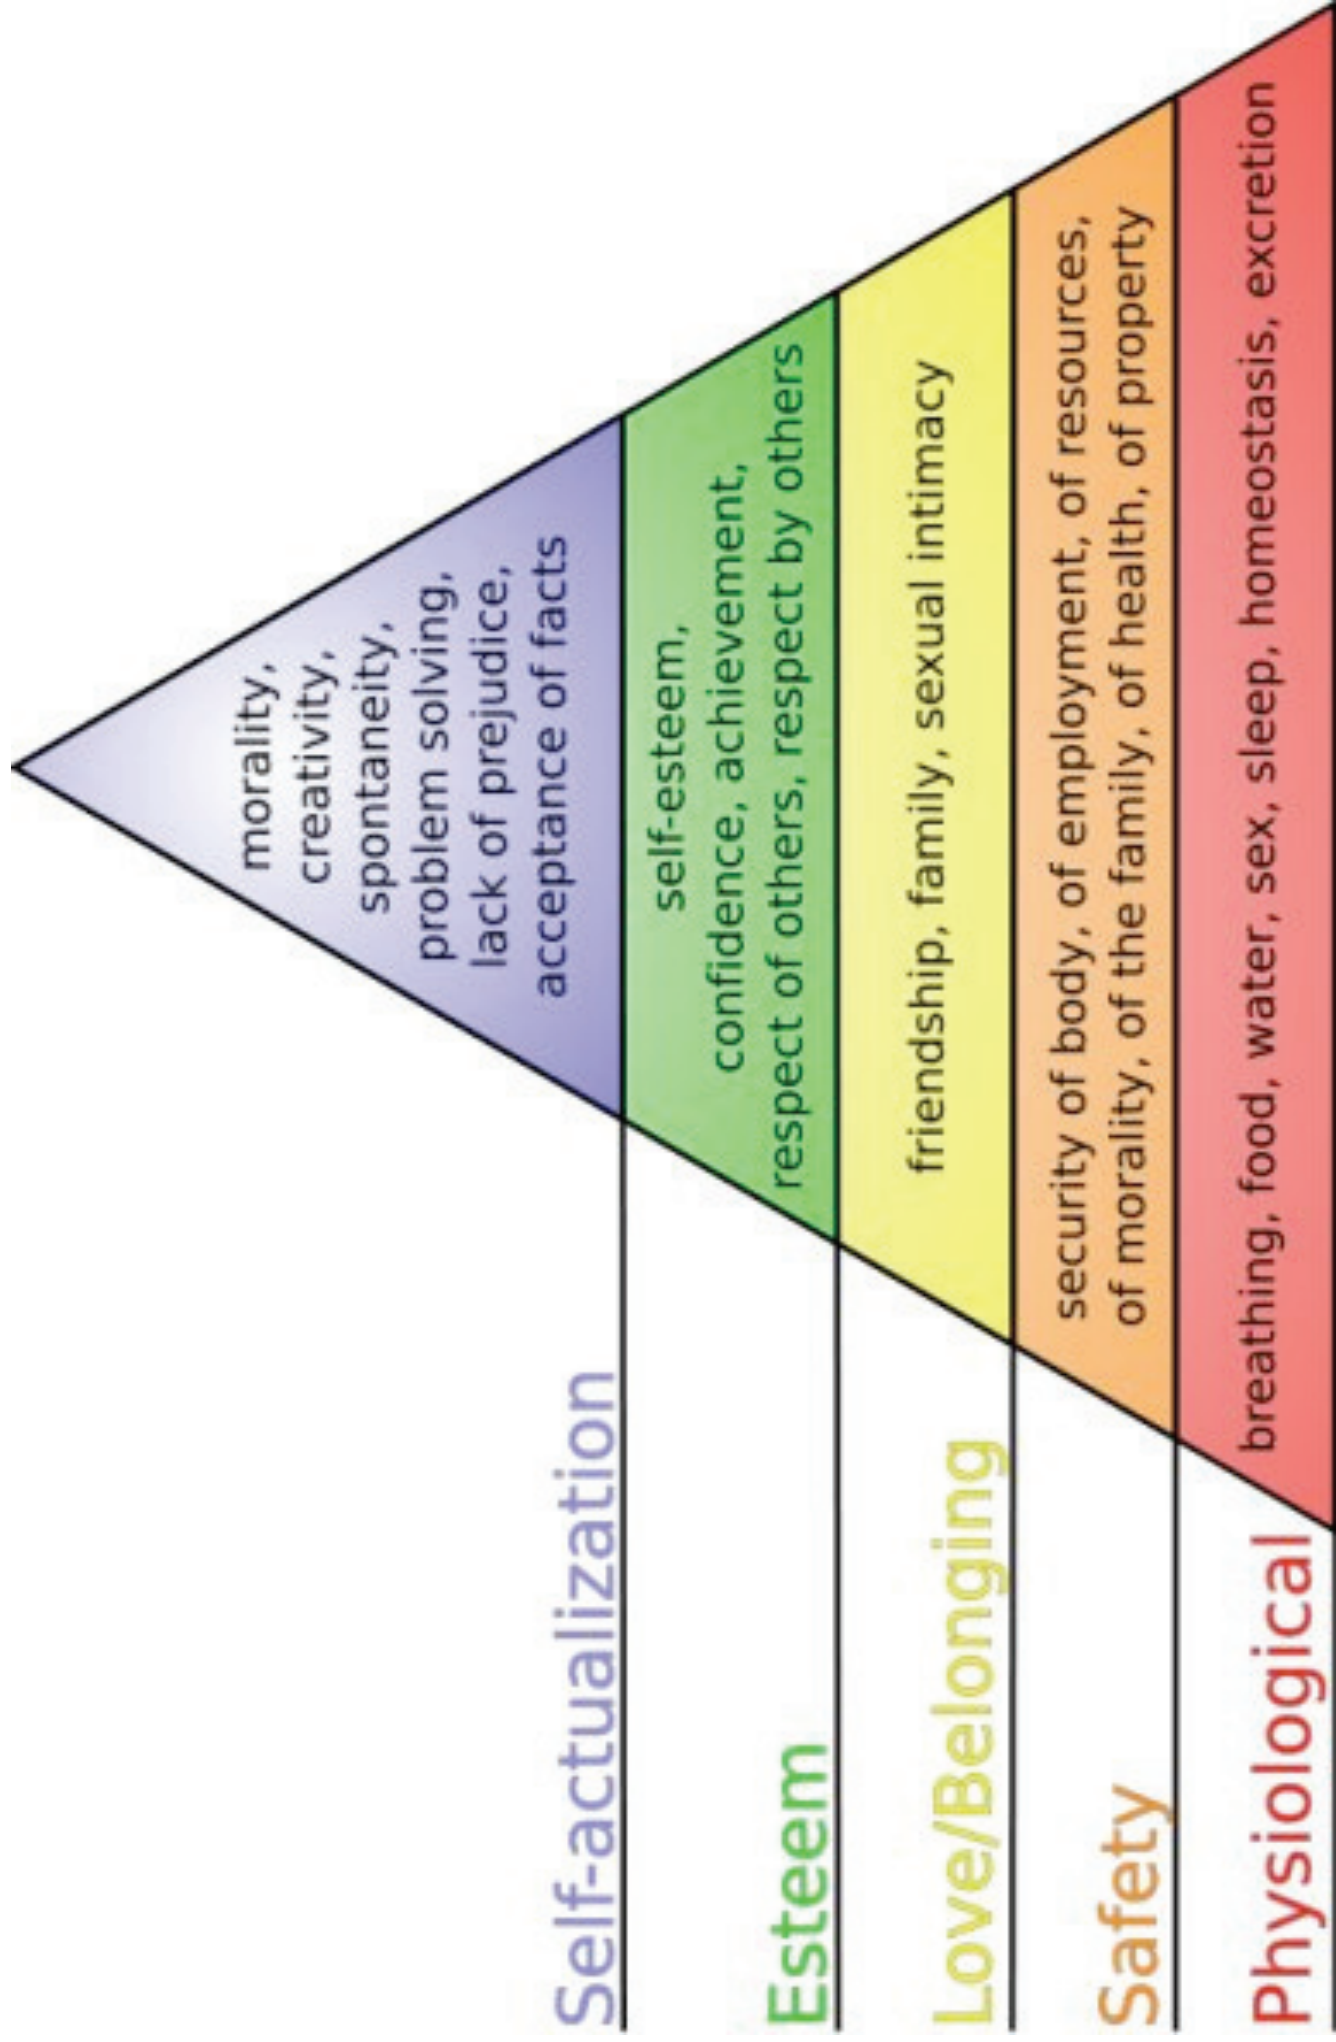 morality,
creativity,
spontaneity,
problem solving,
lack of prejudice,
acceptance of facts
Self-actualization
self-esteem,
confidence, achievement,
respect of others, respect by others
Esteem
friendship, family, sexual intimacy
Love/Belonging
security of body, of employment, of resources,
of morality, of the family, of health, of property
Safety
breathing, food, water, sex, sleep, homeostasis, excretion
Physiological